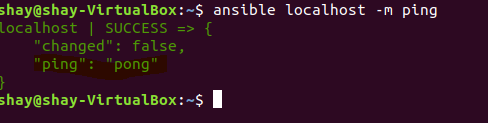 shay@shay-VirtualBox:~$ ansible localhost -m ping
localhost | SUCCESS => {
    "changed": false,
    "ping": "pong"
}
shay@shay-VirtualBox:~$